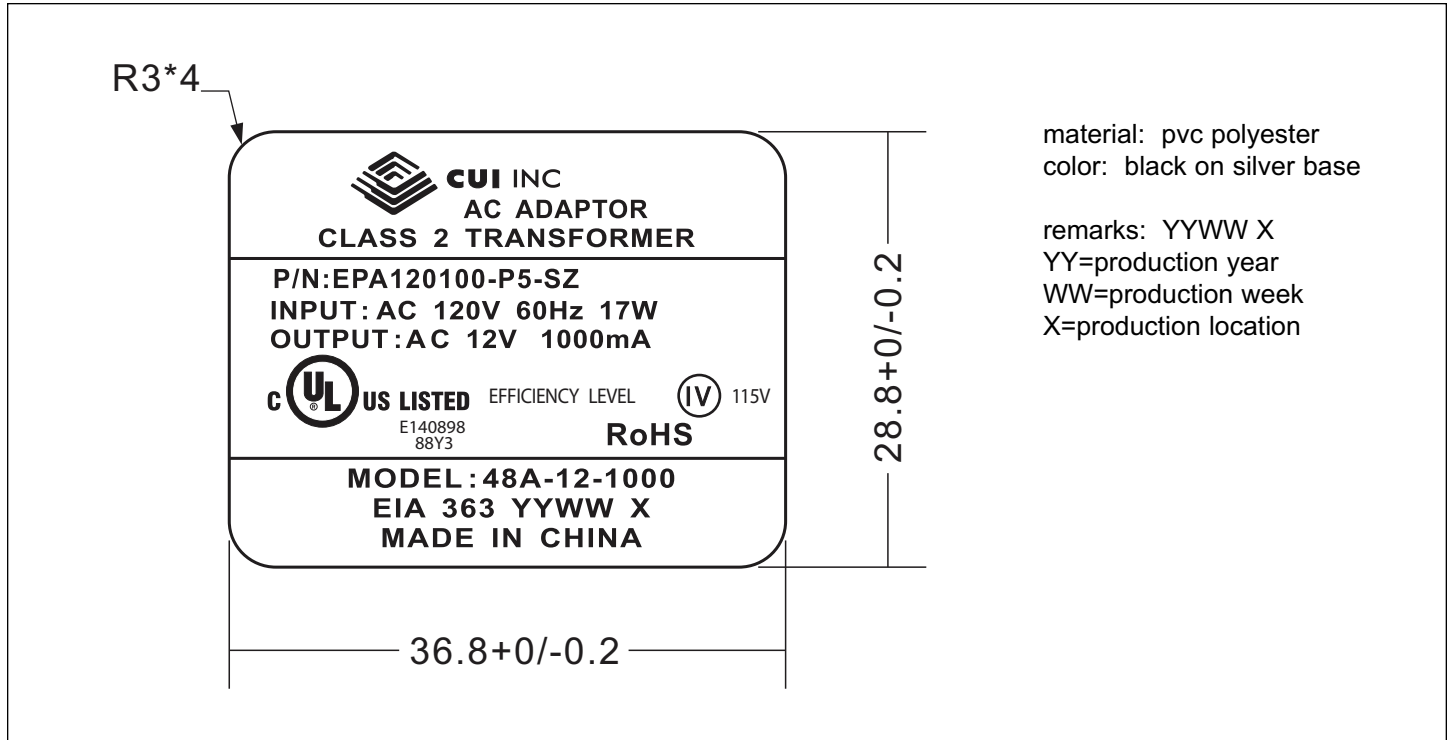 R3*4
CUI INC
AC ADAPTOR
CLASS 2 TRANSFORMER
P/N:EPA120100-P5-SZ
INPUT: AC 120V 60Hz 17W
OUTPUT:AC 12V 1000mA
C UL ® US LISTED EFFICIENCY LEVEL IV 115V
E140898
88Y3
RoHS
MODEL:48A-12-1000
EIA 363 YYWW X
MADE IN CHINA
28.8+0/-0.2
36.8+0/-0.2
material: pvc polyester
color: black on silver base
remarks: YYWW X
YY=production year
WW=production week
X=production location